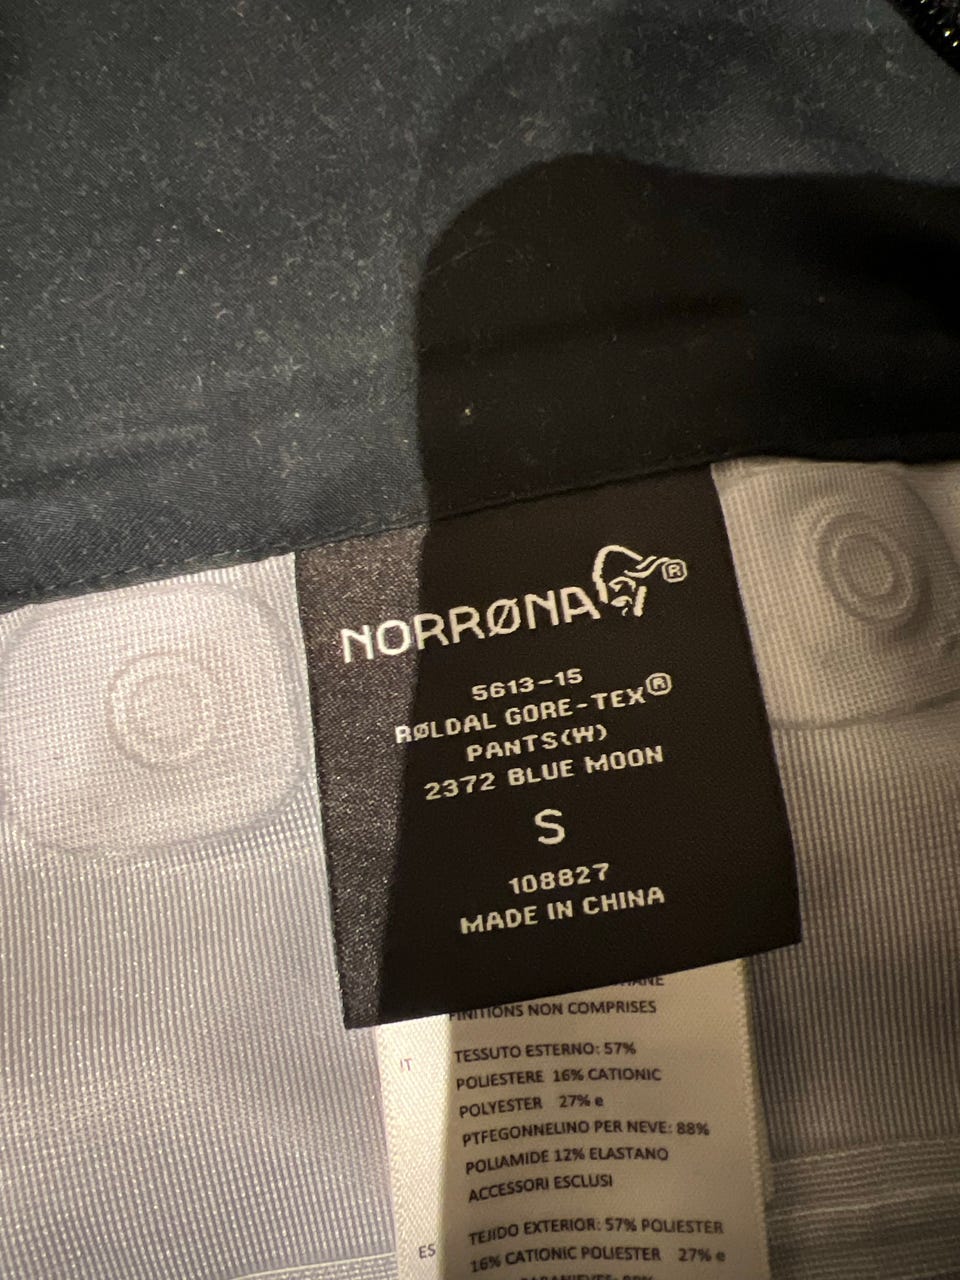 NORRØNA®
5613-15
RØLDAL GORE-TEX®
PANTS(W)
2372 BLUE MOON
S
108827
MADE IN CHINA
FINITIONS NON COMPRISES
IT
TESSUTO ESTERNO: 57%
POLIESTERE 16% CATIONIC
POLYESTER 27% e
PTFEGONNELINO PER NEVE: 88%
POLIAMIDE 12% ELASTANO
ACCESSORI ESCLUSI
ES
TEJIDO EXTERIOR: 57% POLIESTER
16% CATIONIC POLIESTER 27% e